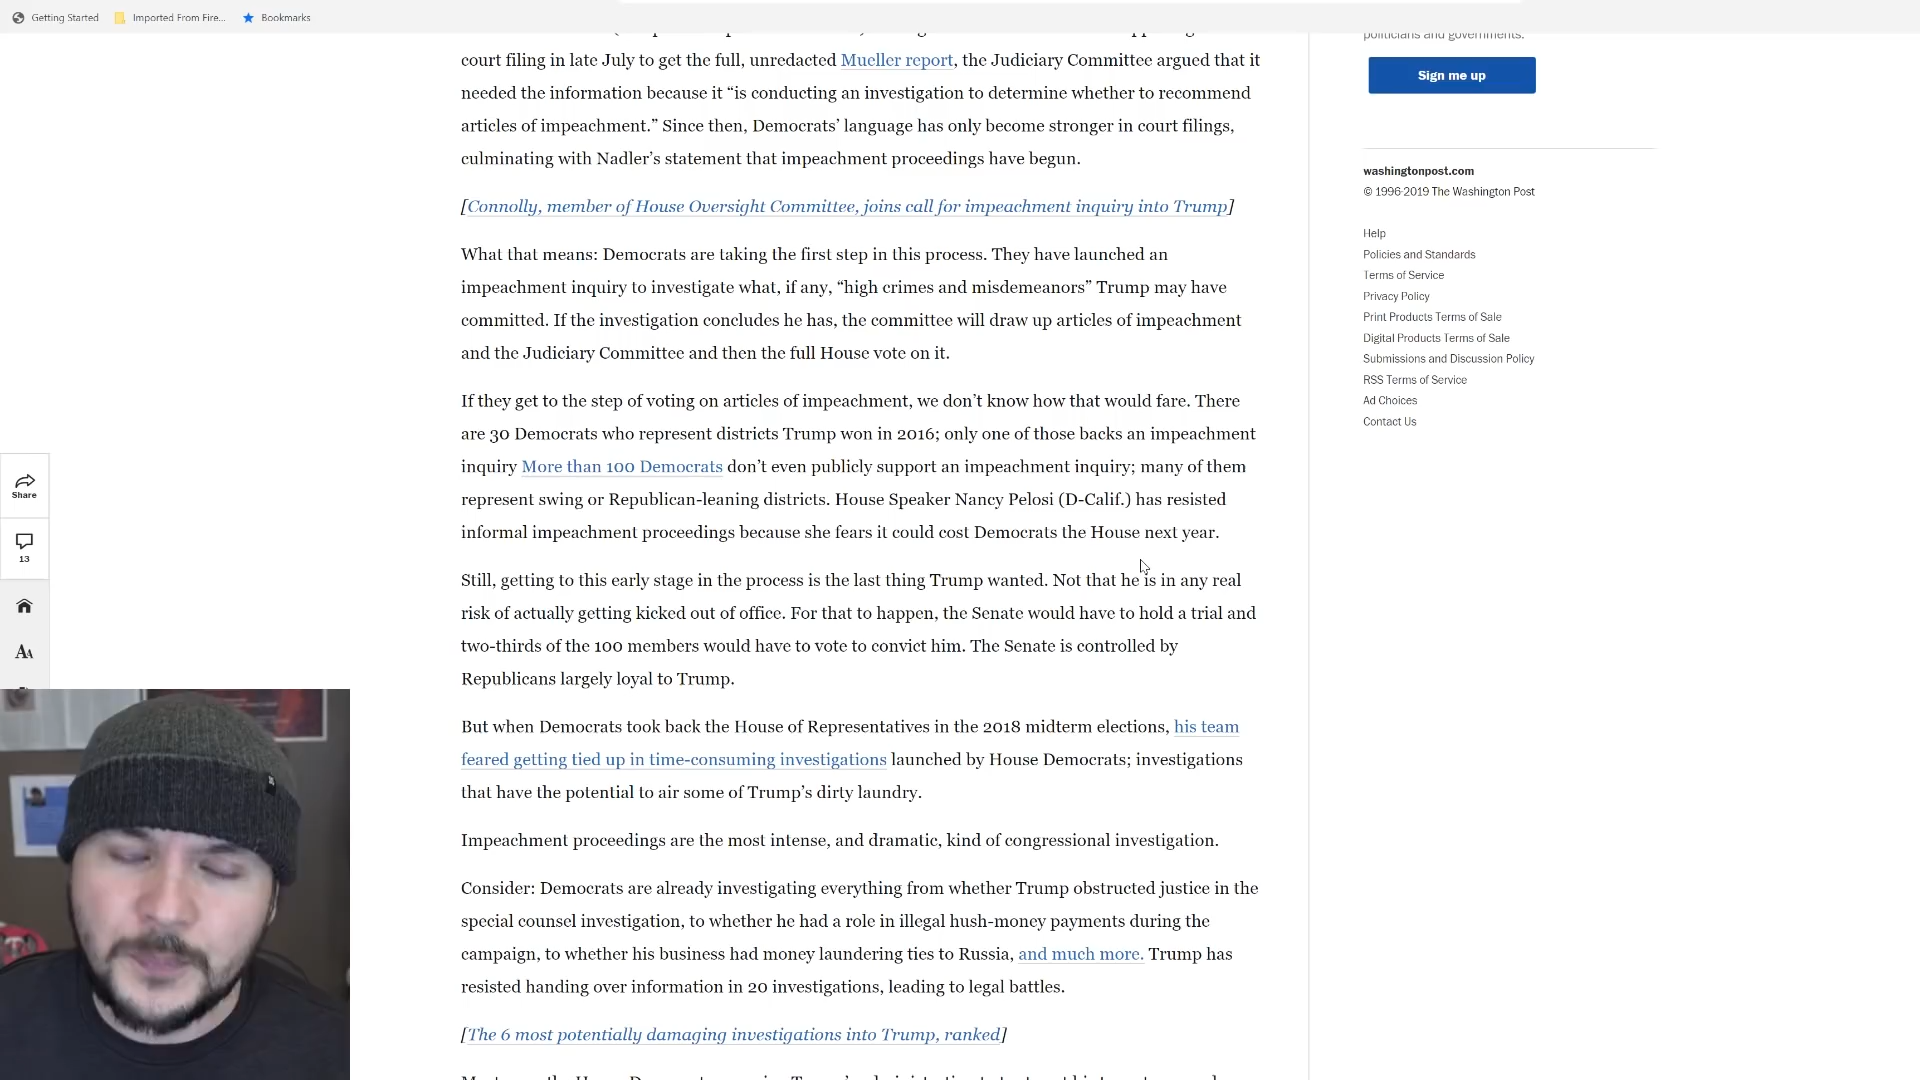 Getting Started
Imported From Fire...
Bookmarks
court filing in late July to get the full, unredacted Mueller report, the Judiciary Committee argued that it
needed the information because it “is conducting an investigation to determine whether to recommend
articles of impeachment.” Since then, Democrats’ language has only become stronger in court filings,
culminating with Nadler’s statement that impeachment proceedings have begun.
[Connolly, member of House Oversight Committee, joins call for impeachment inquiry into Trump]
What that means: Democrats are taking the first step in this process. They have launched an
impeachment inquiry to investigate what, if any, “high crimes and misdemeanors” Trump may have
committed. If the investigation concludes he has, the committee will draw up articles of impeachment
and the Judiciary Committee and then the full House vote on it.
If they get to the step of voting on articles of impeachment, we don’t know how that would fare. There
are 30 Democrats who represent districts Trump won in 2016; only one of those backs an impeachment
inquiry More than 100 Democrats don’t even publicly support an impeachment inquiry; many of them
represent swing or Republican-leaning districts. House Speaker Nancy Pelosi (D-Calif.) has resisted
informal impeachment proceedings because she fears it could cost Democrats the House next year.
Still, getting to this early stage in the process is the last thing Trump wanted. Not that he is in any real
risk of actually getting kicked out of office. For that to happen, the Senate would have to hold a trial and
two-thirds of the 100 members would have to vote to convict him. The Senate is controlled by
Republicans largely loyal to Trump.
But when Democrats took back the House of Representatives in the 2018 midterm elections, his team
feared getting tied up in time-consuming investigations launched by House Democrats; investigations
that have the potential to air some of Trump’s dirty laundry.
Impeachment proceedings are the most intense, and dramatic, kind of congressional investigation.
Consider: Democrats are already investigating everything from whether Trump obstructed justice in the
special counsel investigation, to whether he had a role in illegal hush-money payments during the
campaign, to whether his business had money laundering ties to Russia, and much more. Trump has
resisted handing over information in 20 investigations, leading to legal battles.
[The 6 most potentially damaging investigations into Trump, ranked]
politicians and governments.
Sign me up
washingtonpost.com
© 1996-2019 The Washington Post
Help
Policies and Standards
Terms of Service
Privacy Policy
Print Products Terms of Sale
Digital Products Terms of Sale
Submissions and Discussion Policy
RSS Terms of Service
Ad Choices
Contact Us
Share
13
AA